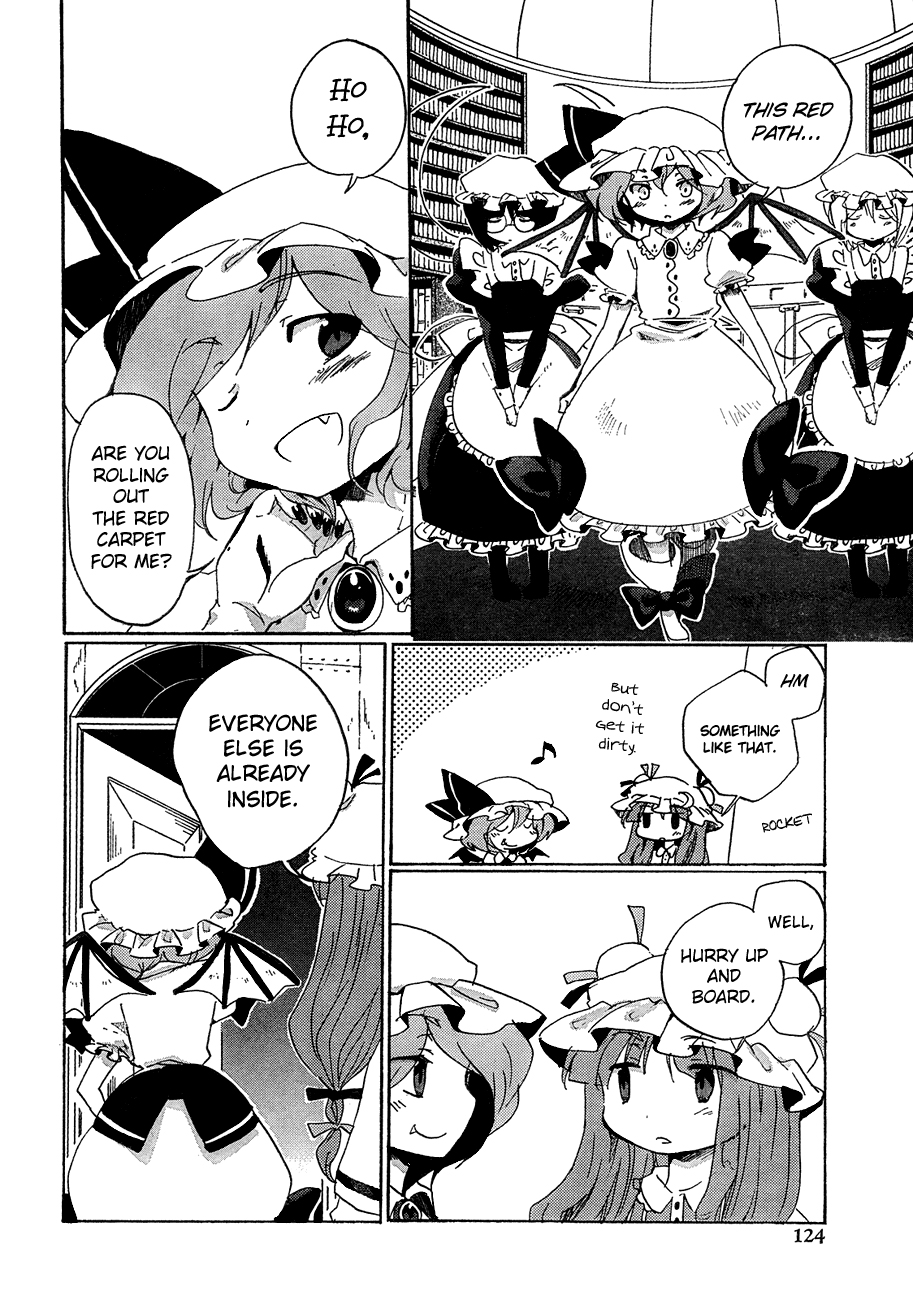 THIS RED
PATH...
HO
HO,
ARE YOU
ROLLING
OUT
THE RED
CARPET
FOR ME?
HM
SOMETHING
LIKE THAT.
But
don't
get it
dirty.
ROCKET
WELL,
HURRY UP
AND
BOARD.
EVERYONE
ELSE IS
ALREADY
INSIDE.
124